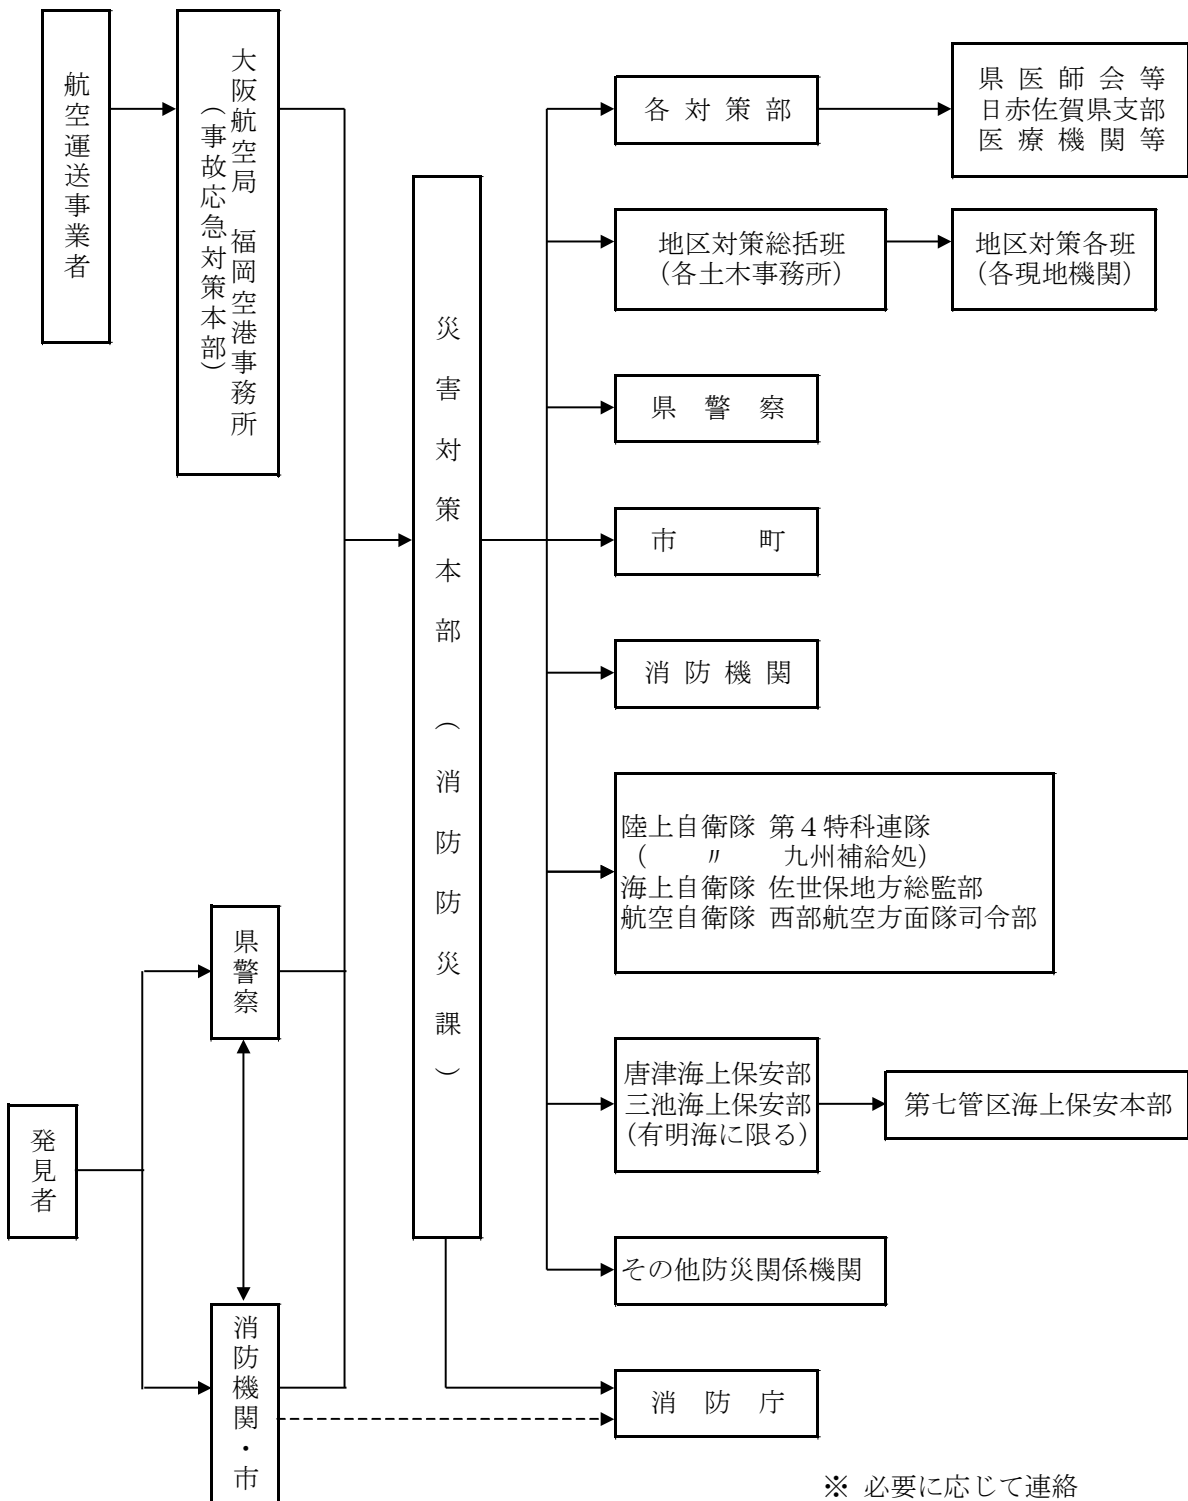 航空運送事業者
大阪航空局　福岡空港事務所
（事故応急対策本部）
発見者
県警察
消防機関・市
災害対策本部　（消防防災課）
各対策部
県医師会等
日赤佐賀県支部
医療機関等
地区対策総括班
（各土木事務所）
地区対策各班
（各現地機関）
県警察
市町
消防機関
陸上自衛隊 第４特科連隊
（　〃　九州補給処）
海上自衛隊 佐世保地方総監部
航空自衛隊 西部航空方面隊司令部
唐津海上保安部
三池海上保安部
（有明海に限る）
第七管区海上保安本部
その他防災関係機関
消防庁
※ 必要に応じて連絡